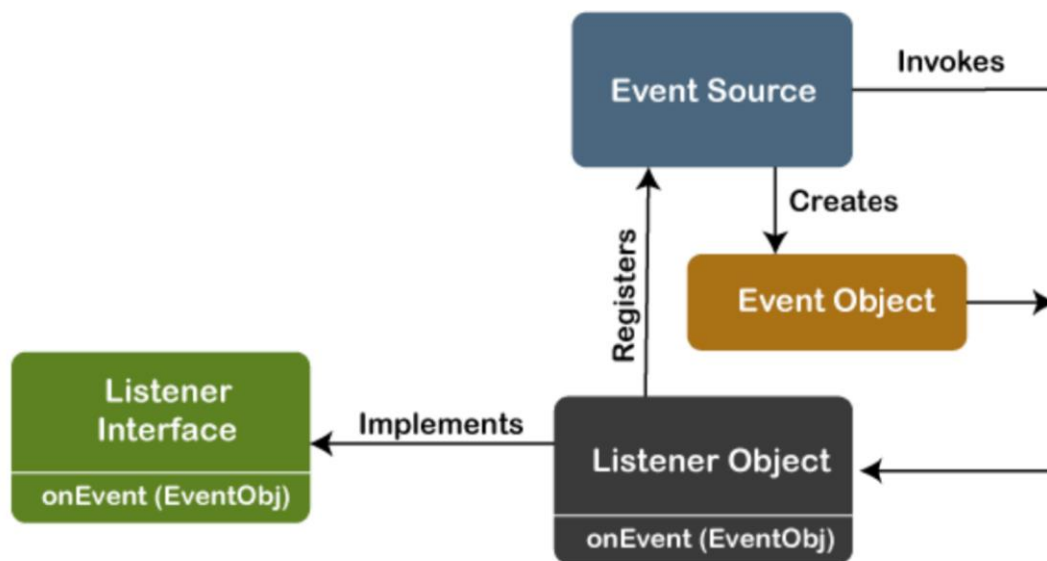 Event Source
Invokes
Creates
Registers
Event Object
Listener
Interface
onEvent (EventObj)
Implements
Listener Object
onEvent (EventObj)